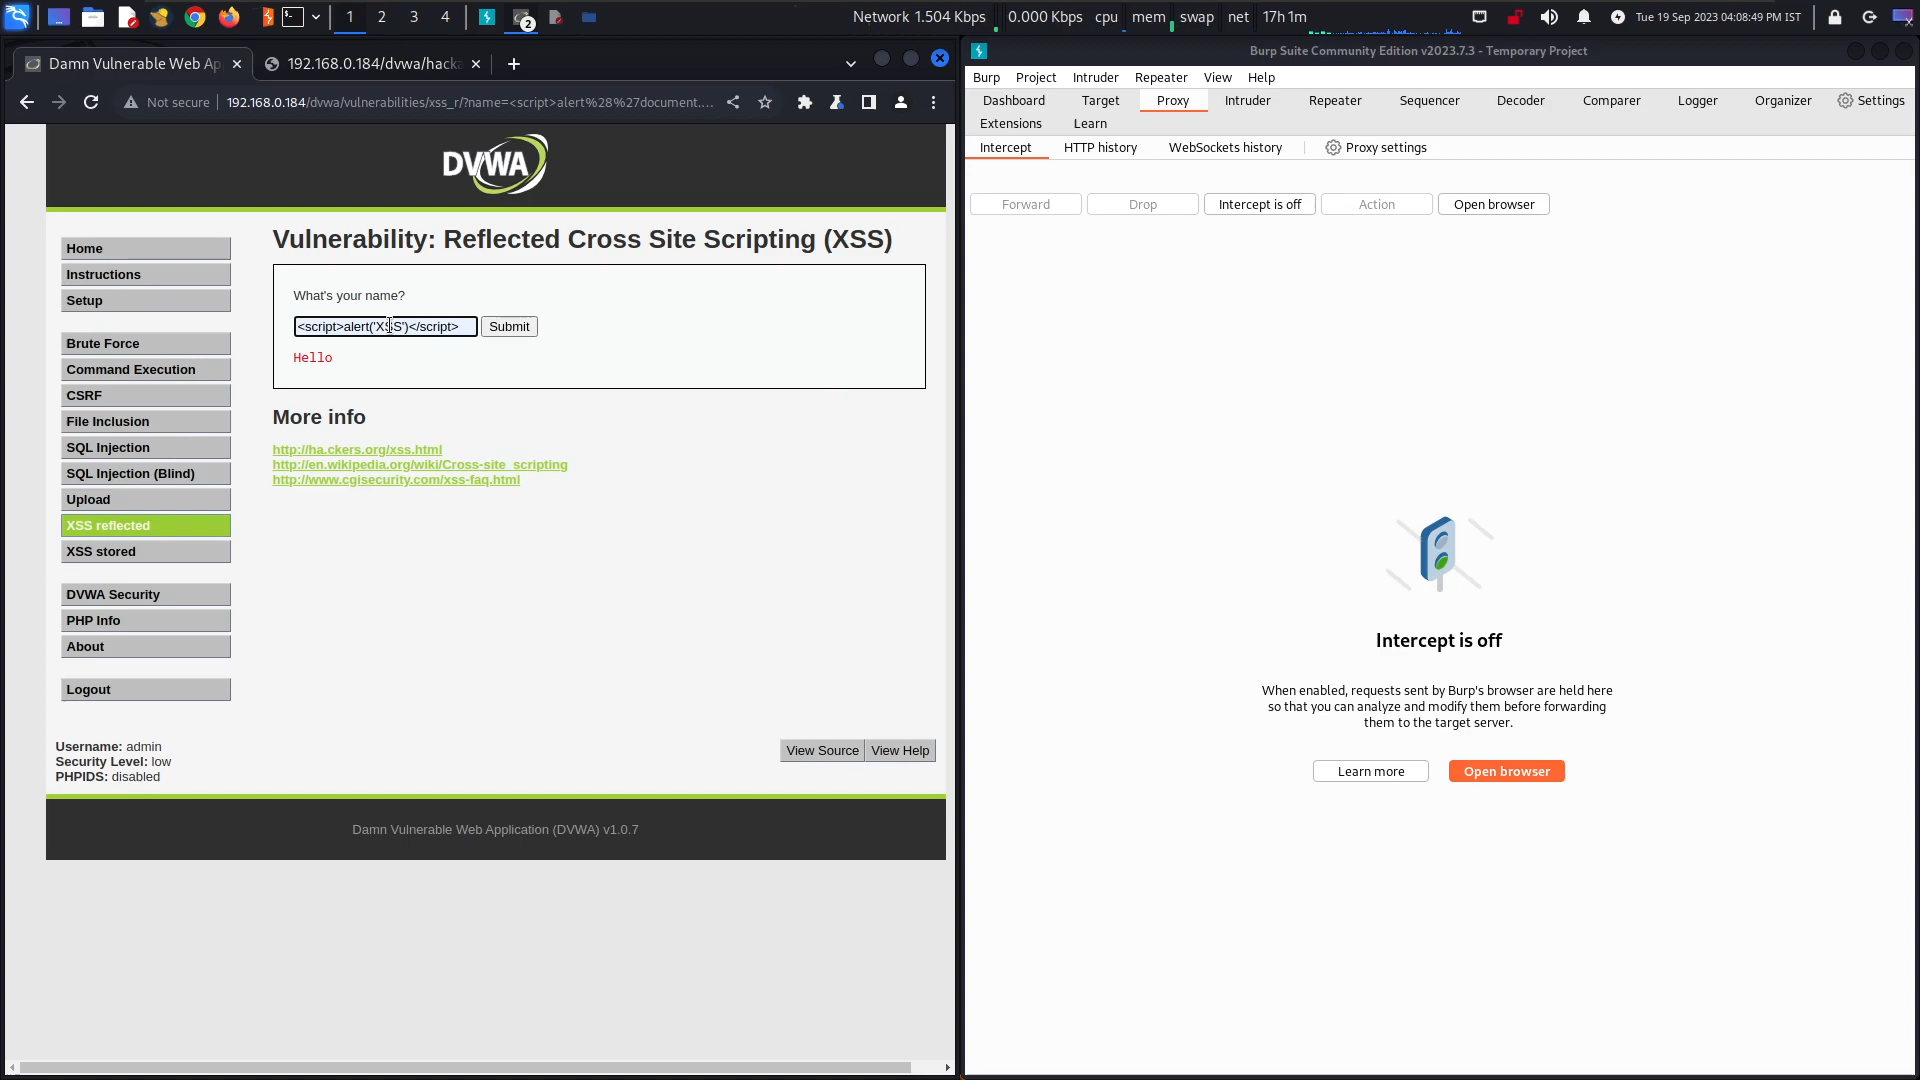 1 2 3 4 2 Network 1.504 Kbps 0.000 Kbps cpu mem swap net 17h 1m Tue 19 Sep 2023 04:08:49 PM IST
Damn Vulnerable Web Ap
192.168.0.184/dvwa/hacka
Not secure
192.168.0.184/dvwa/vulnerabilities/xss_r/?name=<script>alert%28%27document....
DVWA
Home
Instructions
Setup
Brute Force
Command Execution
CSRF
File Inclusion
SQL Injection
SQL Injection (Blind)
Upload
XSS reflected
XSS stored
DVWA Security
PHP Info
About
Logout
Vulnerability: Reflected Cross Site Scripting (XSS)
What's your name?
<script>alert('XSS')</script> Submit
Hello
More info
http://ha.ckers.org/xss.html
http://en.wikipedia.org/wiki/Cross-site_scripting
http://www.cgisecurity.com/xss-faq.html
Username: admin
Security Level: low
PHPIDS: disabled
View Source View Help
Damn Vulnerable Web Application (DVWA) v1.0.7
Burp Suite Community Edition v2023.7.3 - Temporary Project
Burp Project Intruder Repeater View Help
Dashboard Target Proxy Intruder Repeater Sequencer Decoder Comparer Logger Organizer Settings
Extensions Learn
Intercept HTTP history WebSockets history Proxy settings
Forward Drop Intercept is off Action Open browser
Intercept is off
When enabled, requests sent by Burp's browser are held here
so that you can analyze and modify them before forwarding
them to the target server.
Learn more Open browser